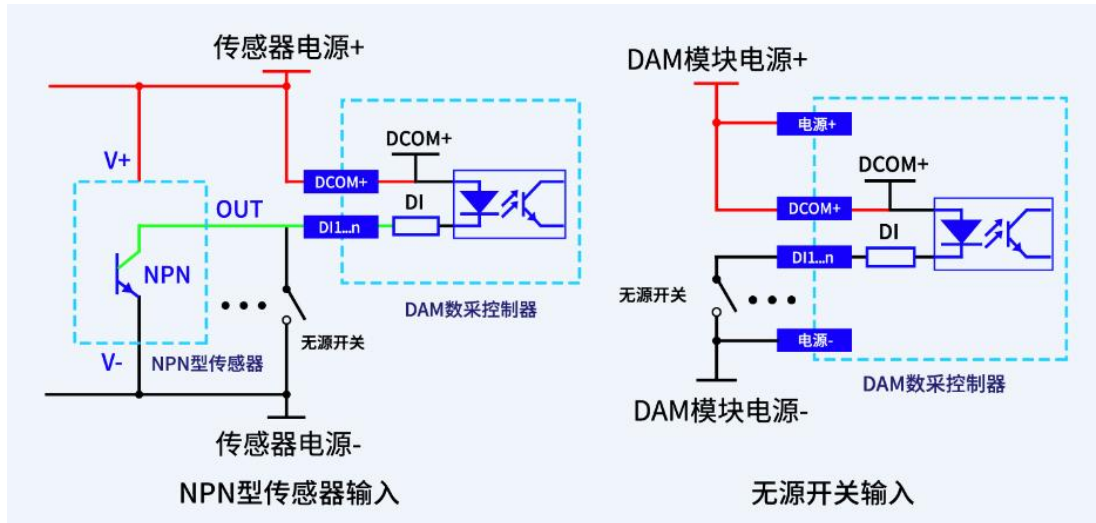 传感器电源+
DCOM+
V+
DCOM+
OUT
DI
DI1...n
NPN
DAM数采控制器
无源开关
V-
NPN型传感器
传感器电源-
NPN型传感器输入
DAM模块电源+
电源+
DCOM+
DCOM+
DI
DI1...n
无源开关
电源-
DAM数采控制器
DAM模块电源-
无源开关输入